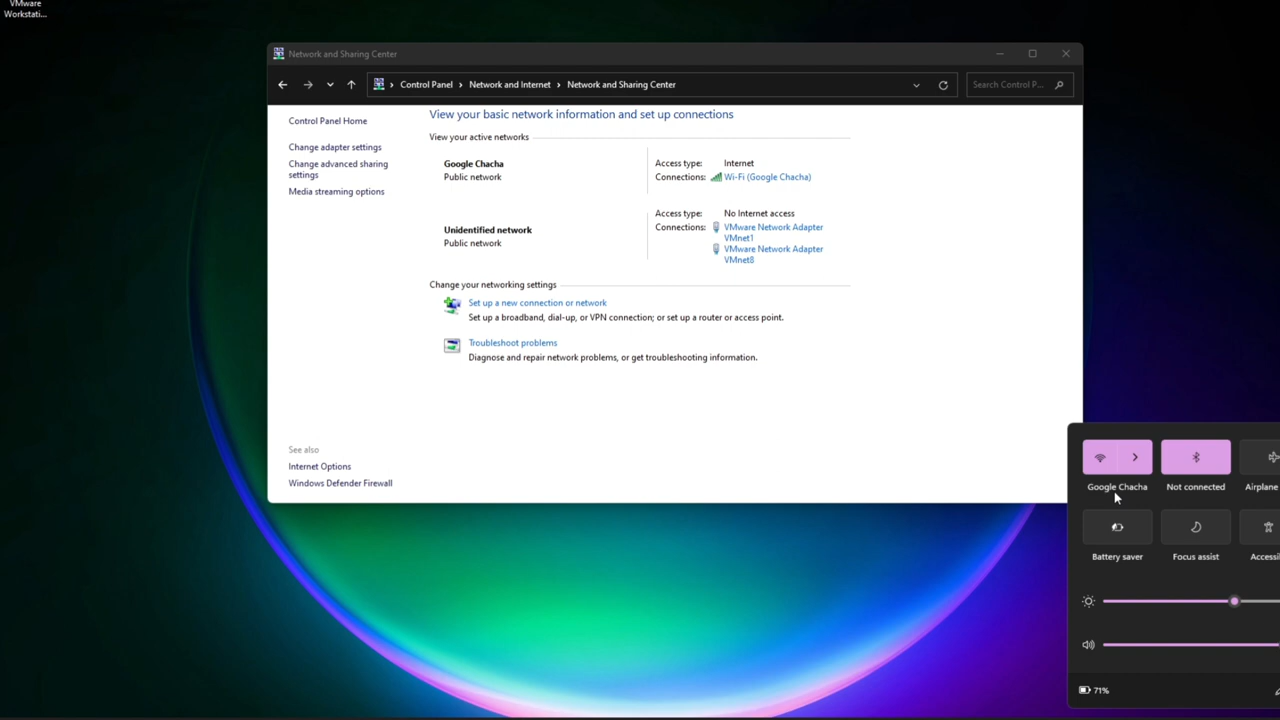 VMware
Workstati...
Network and Sharing Center
Control Panel > Network and Internet > Network and Sharing Center
Search Control P...
Control Panel Home
Change adapter settings
Change advanced sharing
settings
Media streaming options
See also
Internet Options
Windows Defender Firewall
View your basic network information and set up connections
View your active networks
Google Chacha
Public network
Access type: Internet
Connections: Wi-Fi (Google Chacha)
Unidentified network
Public network
Access type: No Internet access
Connections: VMware Network Adapter
VMnet1
VMware Network Adapter
VMnet8
Change your networking settings
Set up a new connection or network
Set up a broadband, dial-up, or VPN connection; or set up a router or access point.
Troubleshoot problems
Diagnose and repair network problems, or get troubleshooting information.
Google Chacha
Not connected
Airplane
Battery saver
Focus assist
Accessi
71%